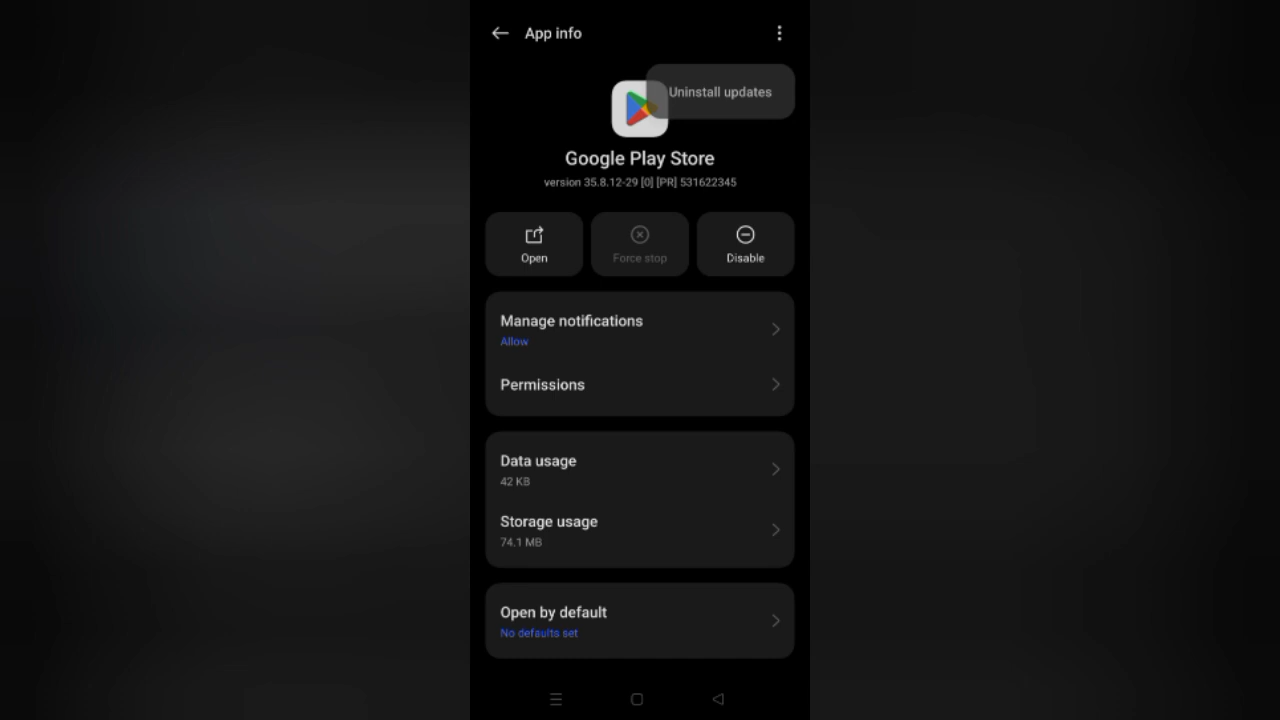 App info
Uninstall updates
Google Play Store
version 35.8.12-29 [0] [PR] 531622345
Open
Force stop
Disable
Manage notifications
Allow
Permissions
Data usage
42 KB
Storage usage
74.1 MB
Open by default
No defaults set